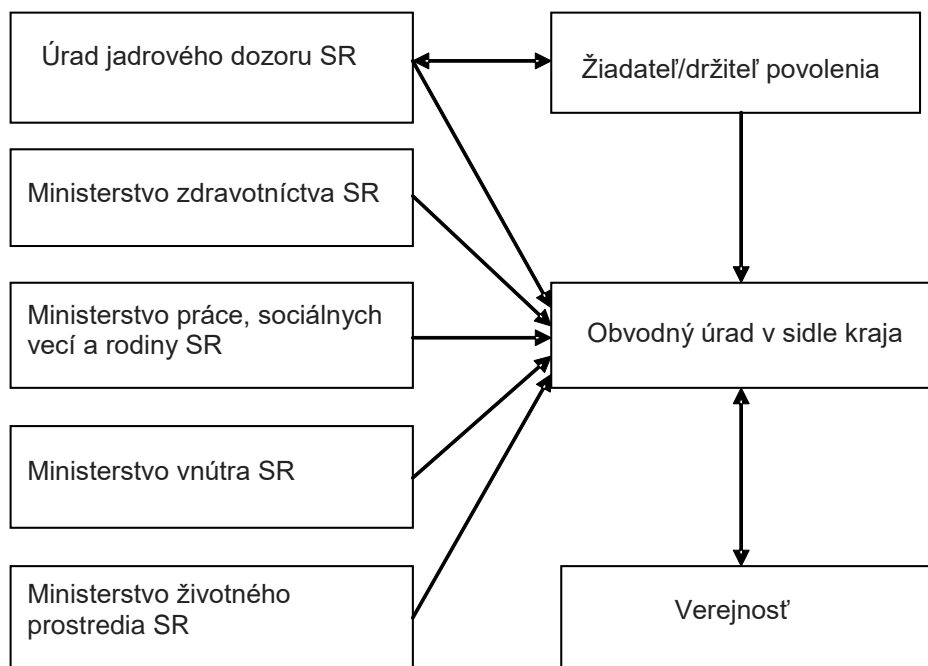 Úrad jadrového dozoru SR
Žiadateľ/držiteľ povolenia
Ministerstvo zdravotníctva SR
Ministerstvo práce, sociálnych
vecí a rodiny SR
Obvodný úrad v sidle kraja
Ministerstvo vnútra SR
Ministerstvo životného
prostredia SR
Verejnosť